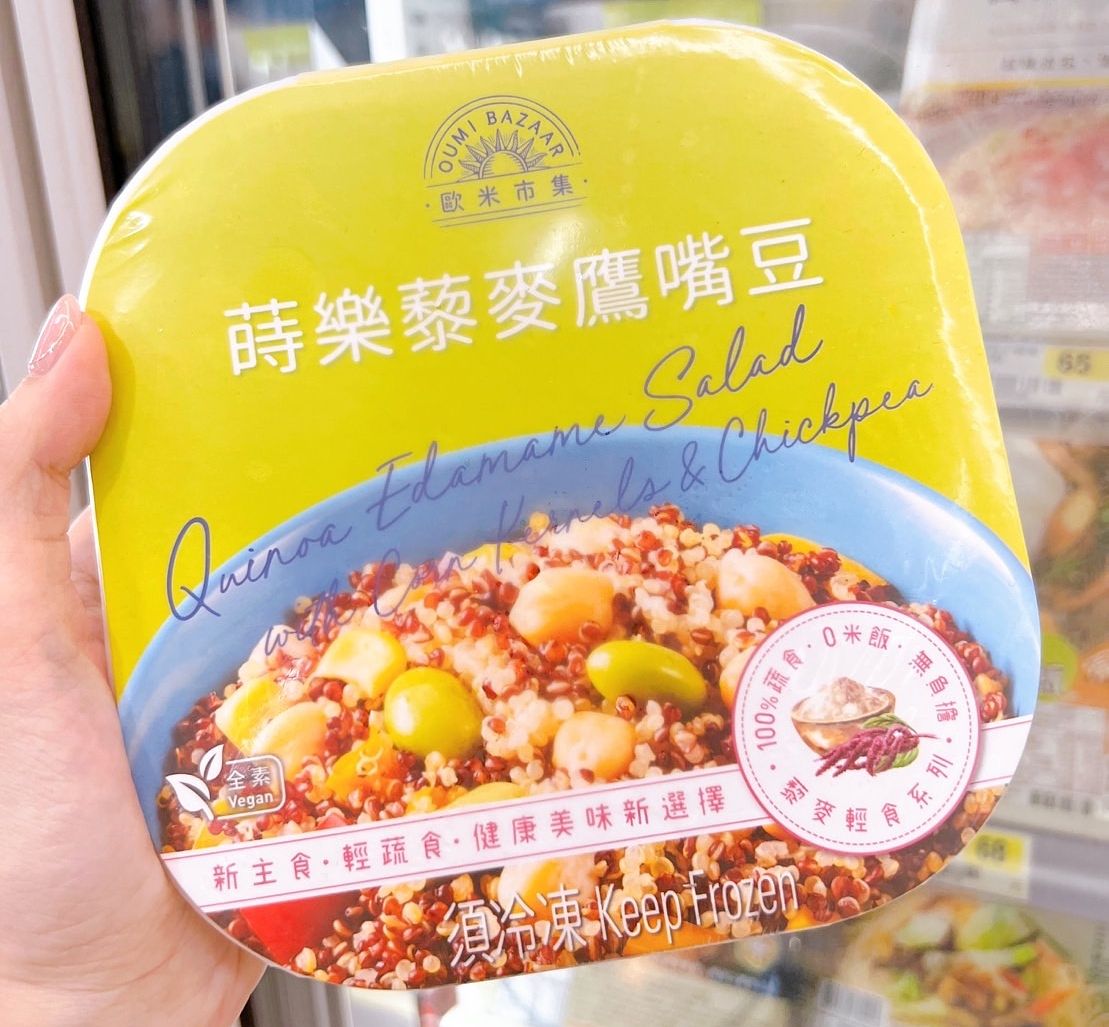 OUMI BAZAAR
·歐米市集·
蒔樂藜麥鷹嘴豆
Quinoa Edamame Salad
with Corn Kernels & Chickpea
·100%蔬食·0米飯·無負擔·
藜麥輕食系列
全素
Vegan
新主食·輕蔬食·健康美味新選擇
須冷凍 Keep Frozen
65
68